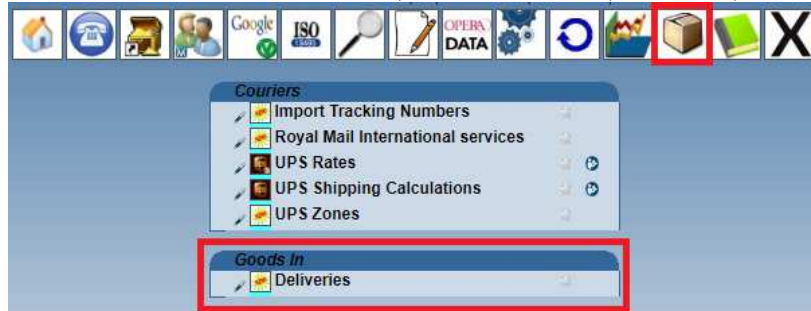 Google
ISO
OPERA
DATA
M
X
Couriers
Import Tracking Numbers
Royal Mail International services
UPS Rates
UPS Shipping Calculations
UPS Zones
Goods In
Deliveries